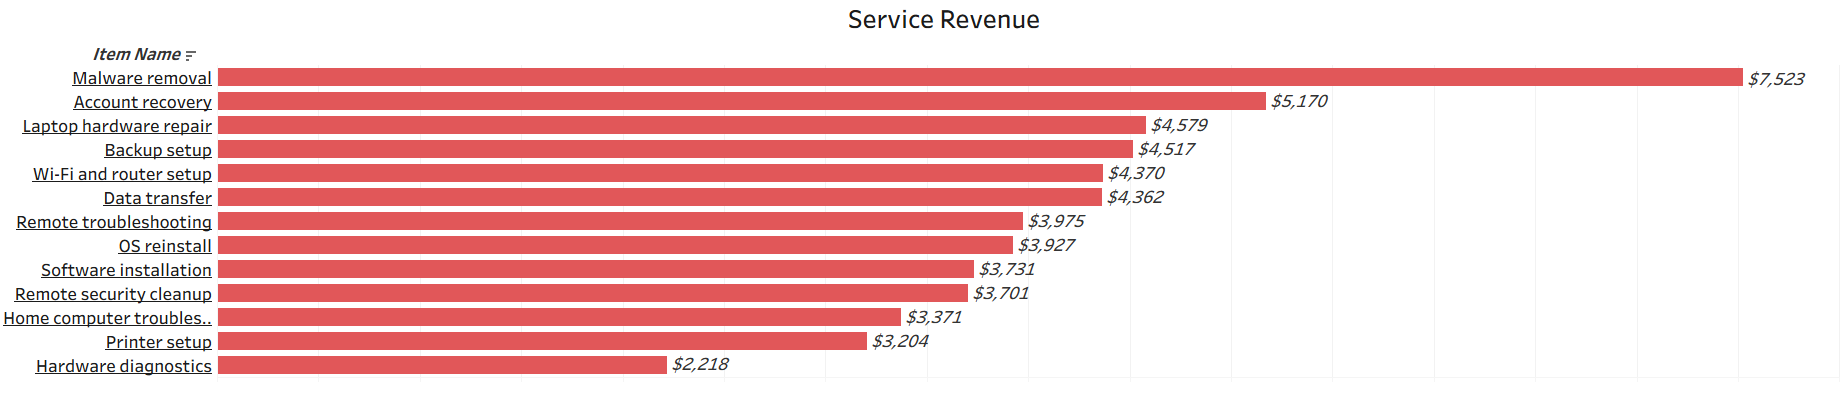 Service Revenue
Item Name
Malware removal $7,523
Account recovery $5,170
Laptop hardware repair $4,579
Backup setup $4,517
Wi-Fi and router setup $4,370
Data transfer $4,362
Remote troubleshooting $3,975
OS reinstall $3,927
Software installation $3,731
Remote security cleanup $3,701
Home computer troubles.. $3,371
Printer setup $3,204
Hardware diagnostics $2,218